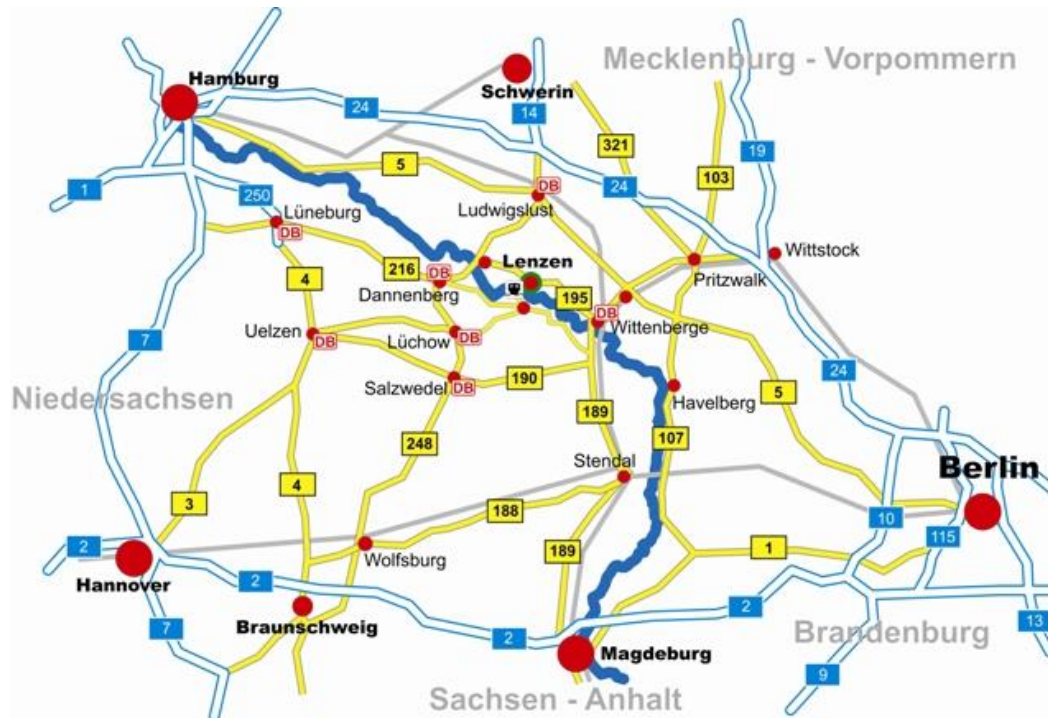 Mecklenburg - Vorpommern
Hamburg
Schwerin
24
14
19
321
5
103
1
24
250
DB
Lüneburg
Ludwigslust
DB
Wittstock
Lenzen
216
DB
4
Dannenberg
195
Pritzwalk
DB
Wittenberge
7
Uelzen
DB
Lüchow
DB
24
Niedersachsen
Salzwedel
DB
190
Havelberg
5
189
248
107
Stendal
Berlin
4
3
188
10
2
189
1
115
Hannover
Wolfsburg
2
2
7
Braunschweig
2
Brandenburg
13
Magdeburg
9
Sachsen - Anhalt